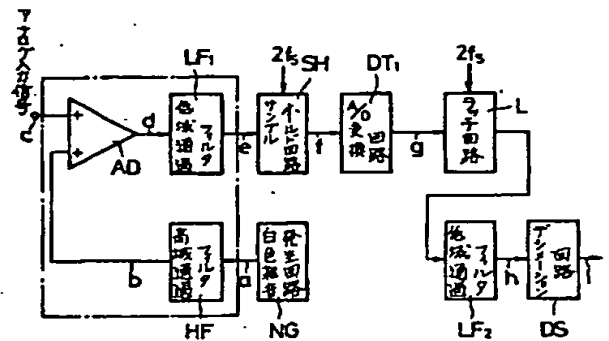 アナログ入力信号
c
AD
d
LF₁
低域通過フィルタ
e
2fs
SH
サンプルホールド回路
f
DT₁
A/D変換回路
g
2fs
L
ラッチ回路
b
高域通過フィルタ
HF
a
白色雑音発生回路
NG
低域通過フィルタ
LF₂
h
デシメーション回路
DS
i